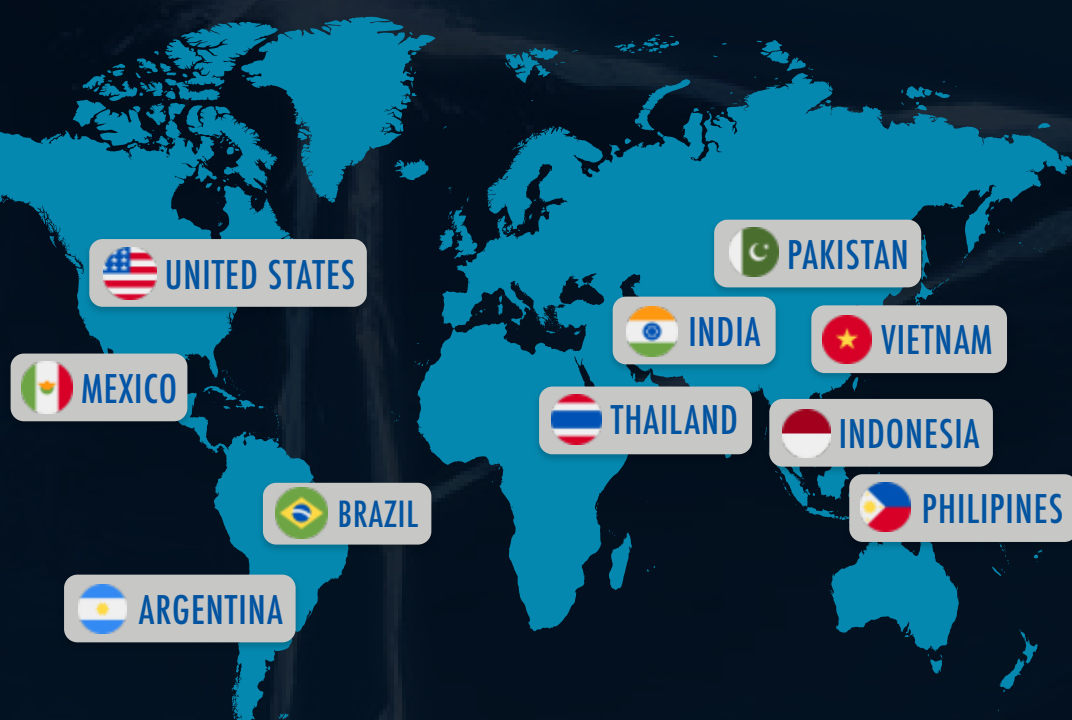 UNITED STATES
PAKISTAN
INDIA
VIETNAM
MEXICO
THAILAND
INDONESIA
BRAZIL
PHILIPINES
ARGENTINA